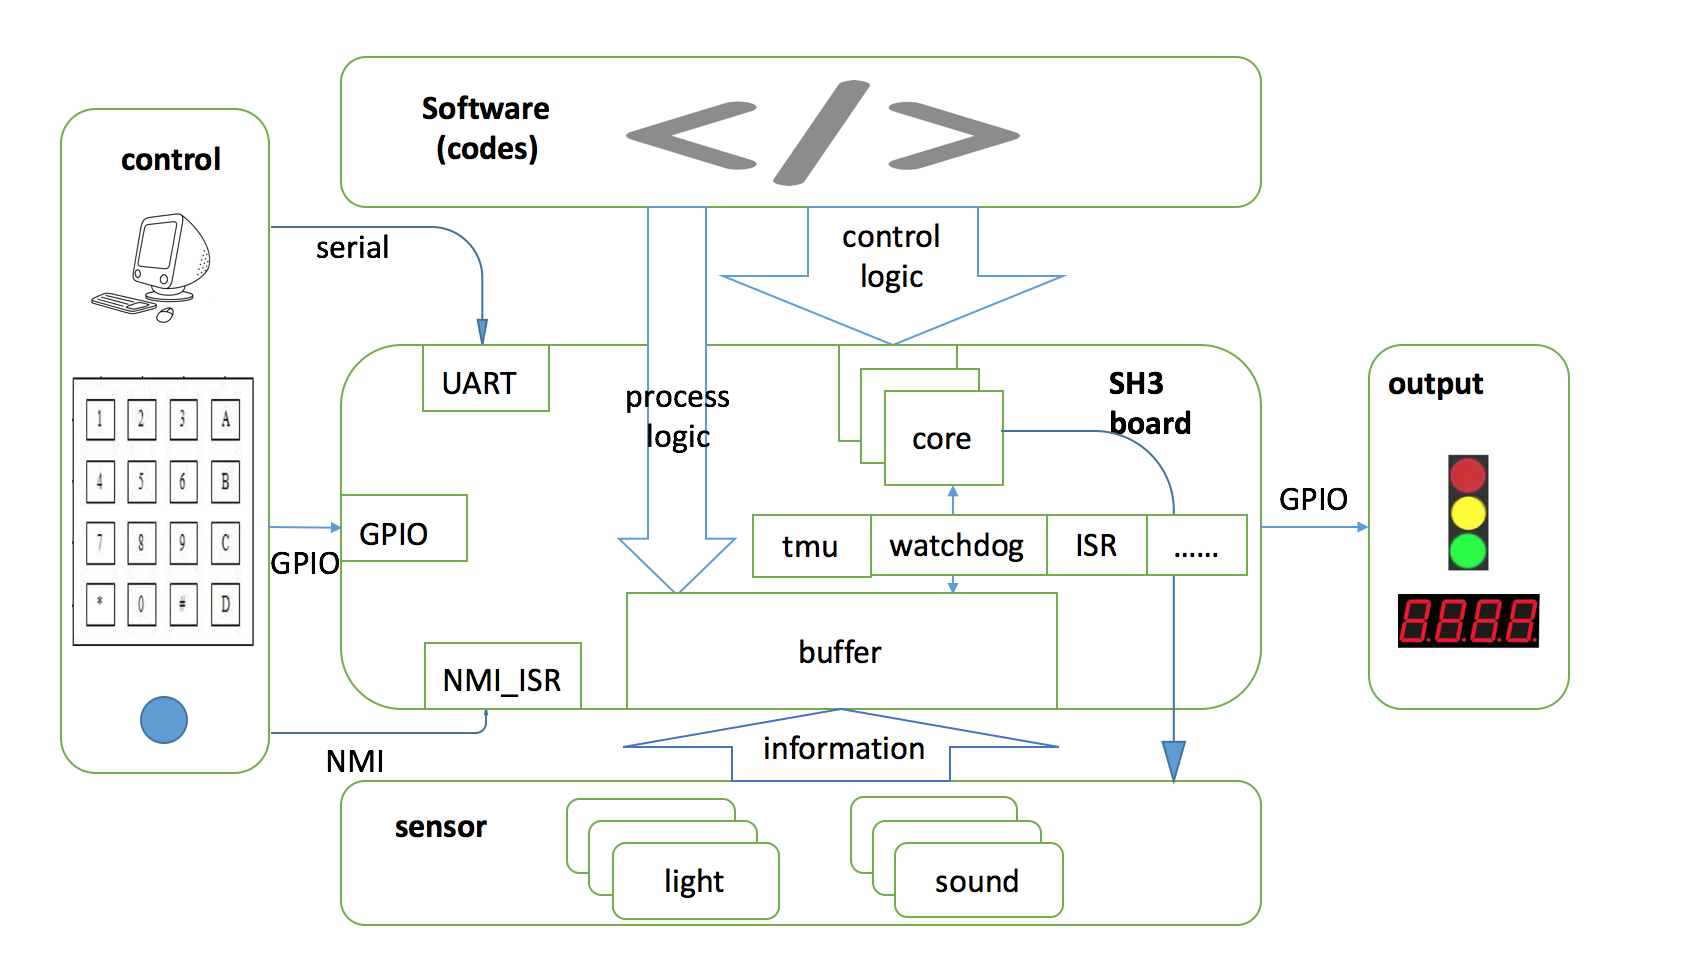 Software
(codes)
</>
control
serial
control
logic
UART
process
logic
SH3
board
core
output
1 2 3 A
4 5 6 B
7 8 9 C
* 0 # D
GPIO
GPIO
GPIO
tmu
watchdog
ISR
......
buffer
NMI_ISR
NMI
information
8.8.8.8.
sensor
light
sound